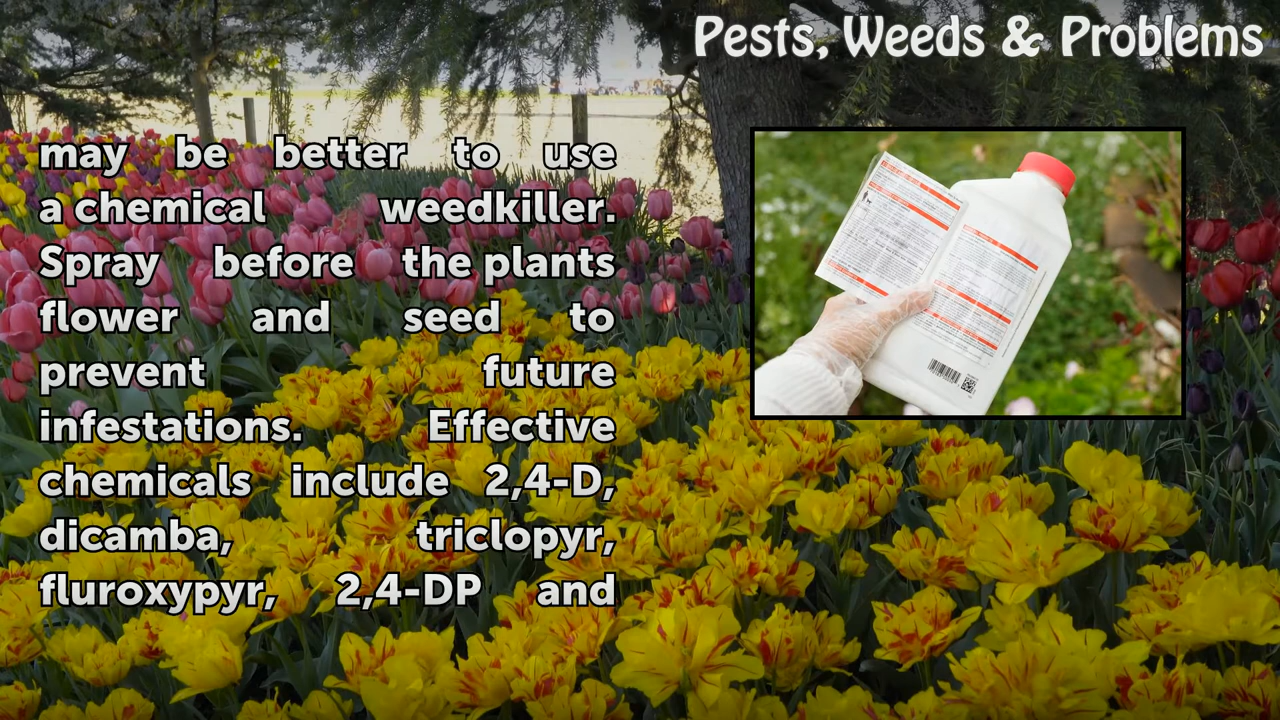 Pests, Weeds & Problems
may be better to use
a chemical weedkiller.
Spray before the plants
flower and seed to
prevent future
infestations. Effective
chemicals include 2,4-D,
dicamba, triclopyr,
fluroxypyr, 2,4-DP and